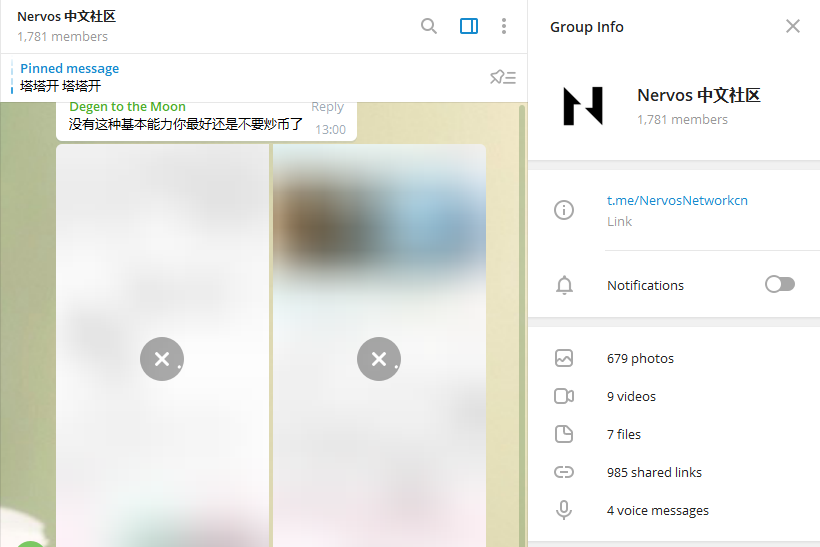 Nervos 中文社区
1,781 members
Pinned message
塔塔开 塔塔开
Degen to the Moon
Reply
没有这种基本能力你最好还是不要炒币了
13:00
Group Info
Nervos 中文社区
1,781 members
t.me/NervosNetworkcn
Link
Notifications
679 photos
9 videos
7 files
985 shared links
4 voice messages